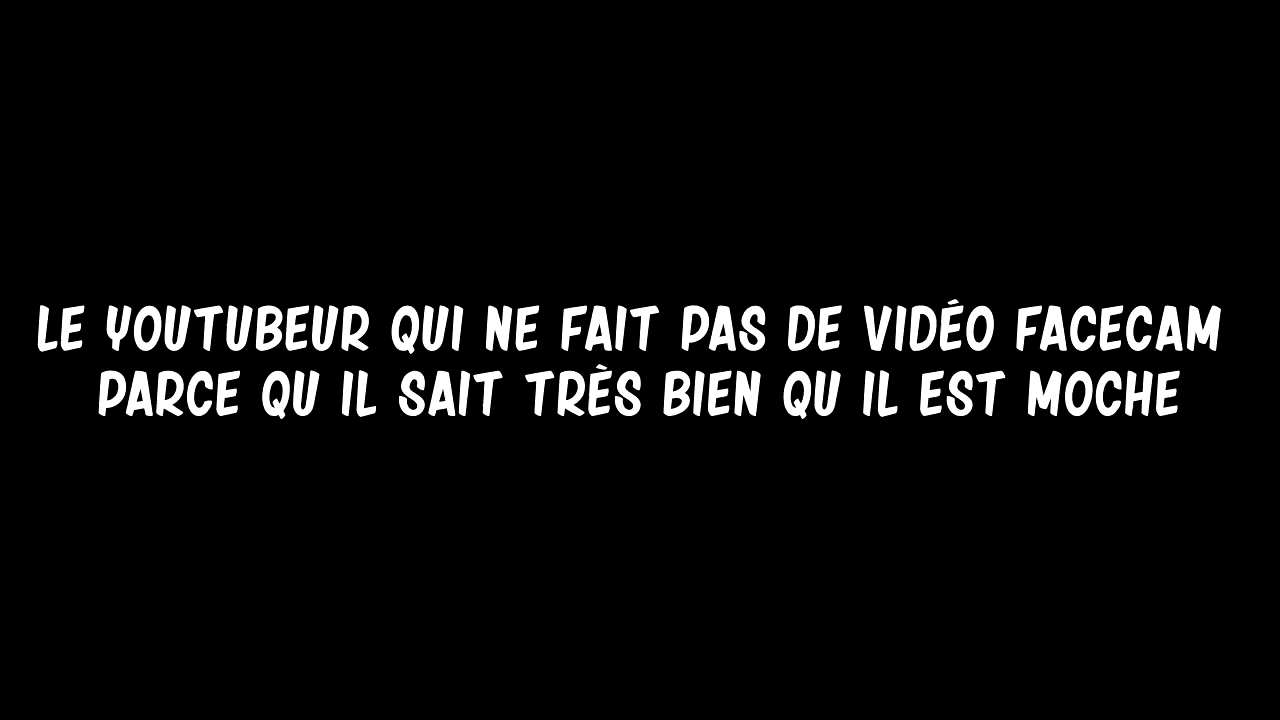 LE YOUTUBEUR QUI NE FAIT PAS DE VIDÉO FACECAM
PARCE QU IL SAIT TRÈS BIEN QU IL EST MOCHE